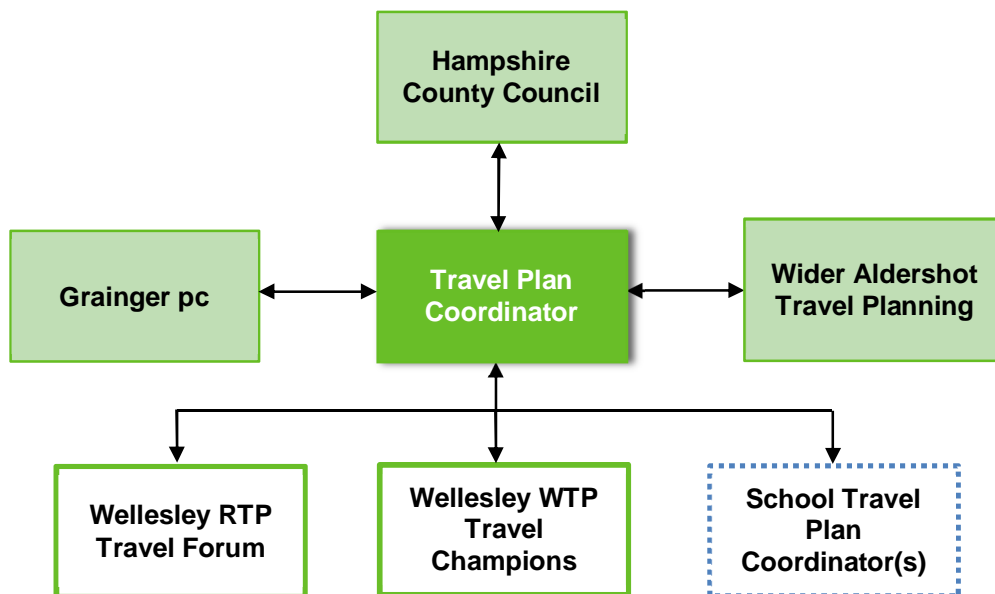 Hampshire
County Council
Grainger pc
Travel Plan
Coordinator
Wider Aldershot
Travel Planning
Wellesley RTP
Travel Forum
Wellesley WTP
Travel
Champions
School Travel
Plan
Coordinator(s)